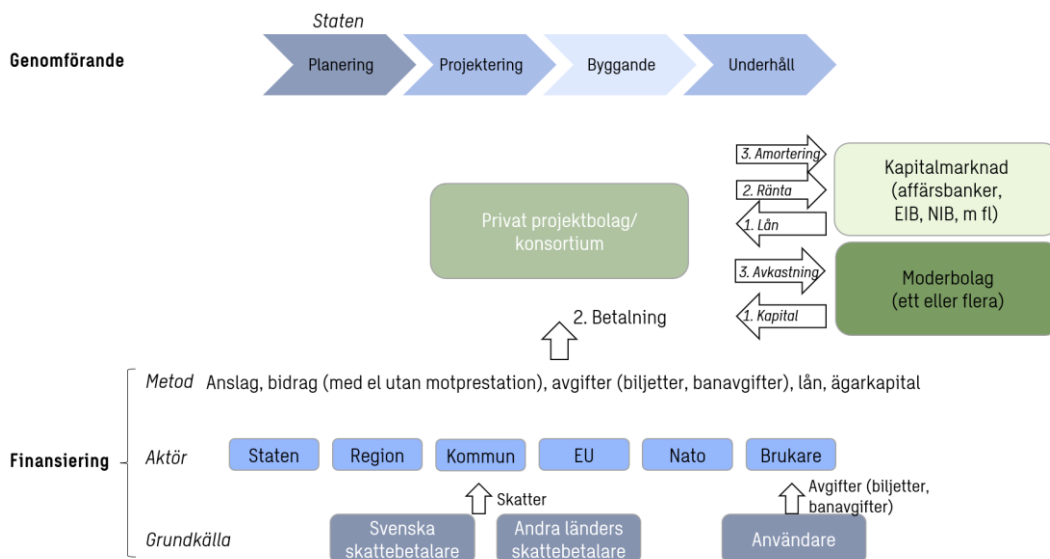 Staten
Genomförande
Planering
Projektering
Byggande
Underhåll
3. Amortering
2. Ränta
1. Lån
Kapitalmarknad
(affärsbanker,
EIB, NIB, m fl)
Privat projektbolag/
konsortium
3. Avkastning
1. Kapital
Moderbolag
(ett eller flera)
2. Betalning
Metod
Anslag, bidrag (med el utan motprestation), avgifter (biljetter, banavgifter), lån, ägarkapital
Finansiering
Aktör
Staten
Region
Kommun
EU
Nato
Brukare
Skatter
Avgifter (biljetter,
banavgifter)
Grundkälla
Svenska
skattebetalare
Andra länders
skattebetalare
Användare